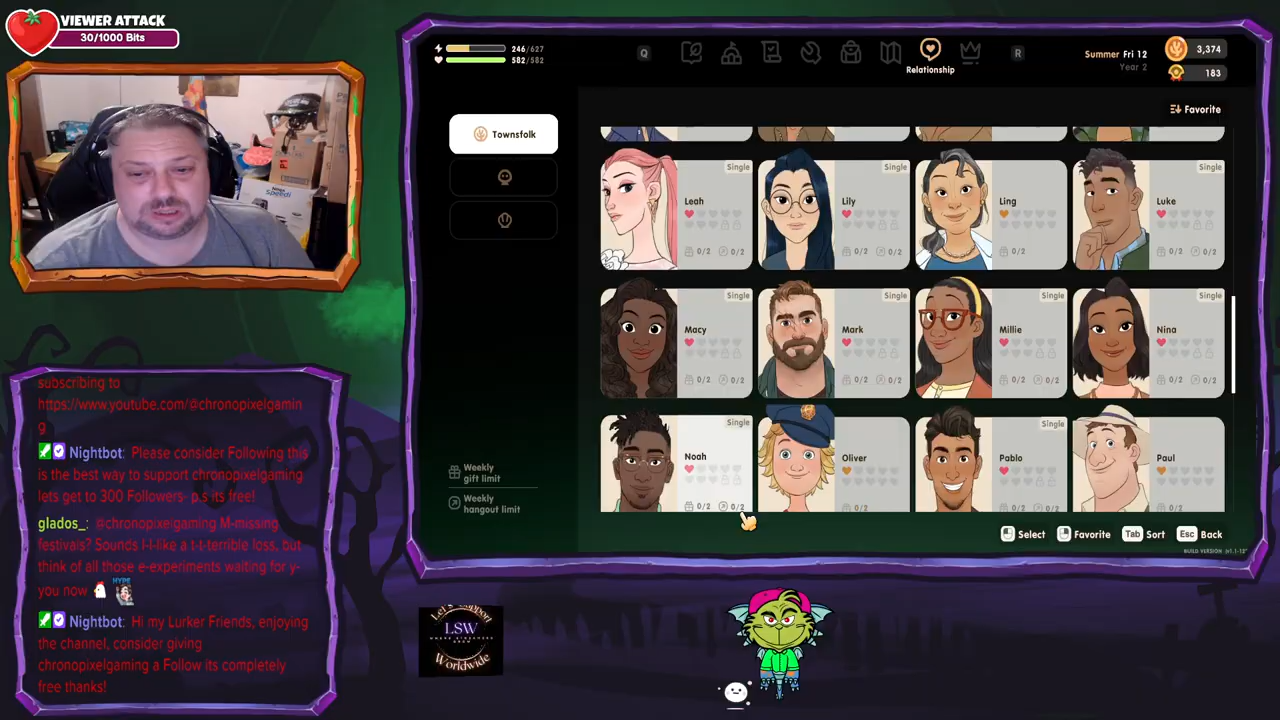 VIEWER ATTACK
30/1000 Bits
246/627
582/582
Q
R
Relationship
Summer Fri 12
Year 2
3,374
183
Townsfolk
Favorite
Single
Leah
0/2 0/2
Single
Lily
0/2 0/2
Single
Ling
0/2
Single
Luke
0/2 0/2
Single
Macy
0/2 0/2
Single
Mark
0/2 0/2
Single
Millie
0/2 0/2
Single
Nina
0/2 0/2
Single
Noah
0/2 0/2
Oliver
Single
Pablo
Paul
Weekly
gift limit
Weekly
hangout limit
Select
Favorite
Tab Sort
Esc Back
subscribing to
https://www.youtube.com/@chronopixelgamin
g
Nightbot: Please consider Following this
is the best way to support chronopixelgaming
lets get to 300 Followers- p.s its free!
glados_: @chronopixelgaming M-missing
festivals? Sounds l-l-like a t-t-terrible loss, but
think of all those e-experiments waiting for y-
you now
HYPE
Nightbot: Hi my Lurker Friends, enjoying
the channel, consider giving
chronopixelgaming a Follow its completely
free thanks!
Let's Support
LSW
Worldwide